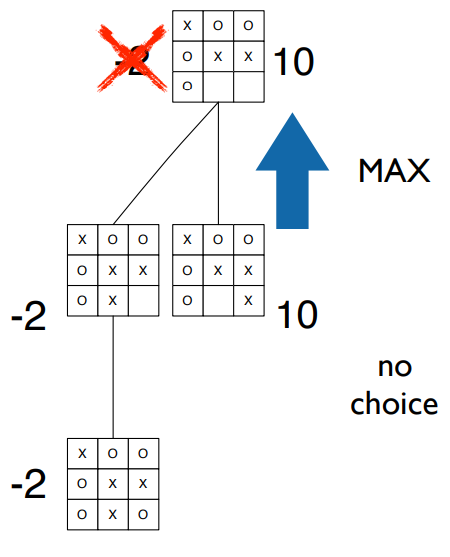 X O O
-2 O X X 10
O
MAX
X O O X O O
O X X O X X
-2 O X O X 10
no
choice
X O O
-2 O X X
O X O